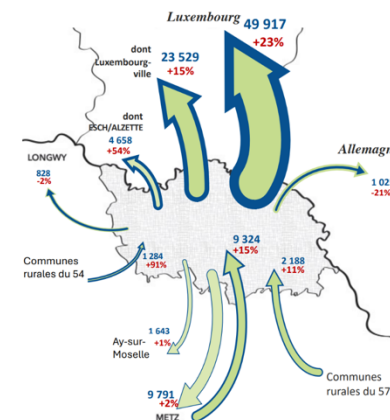 Luxembourg
49 917
+23%
dont
Luxembourg-
ville
23 529
+15%
dont
ESCH/ALZETTE
4 658
+54%
LONGWY
828
-2%
Allemagn
1 02
-21%
Communes
rurales du 54
1 284
+91%
9 324
+15%
2 188
+11%
1 643
+1%
Ay-sur-
Moselle
9 791
+2%
METZ
Communes
rurales du 57